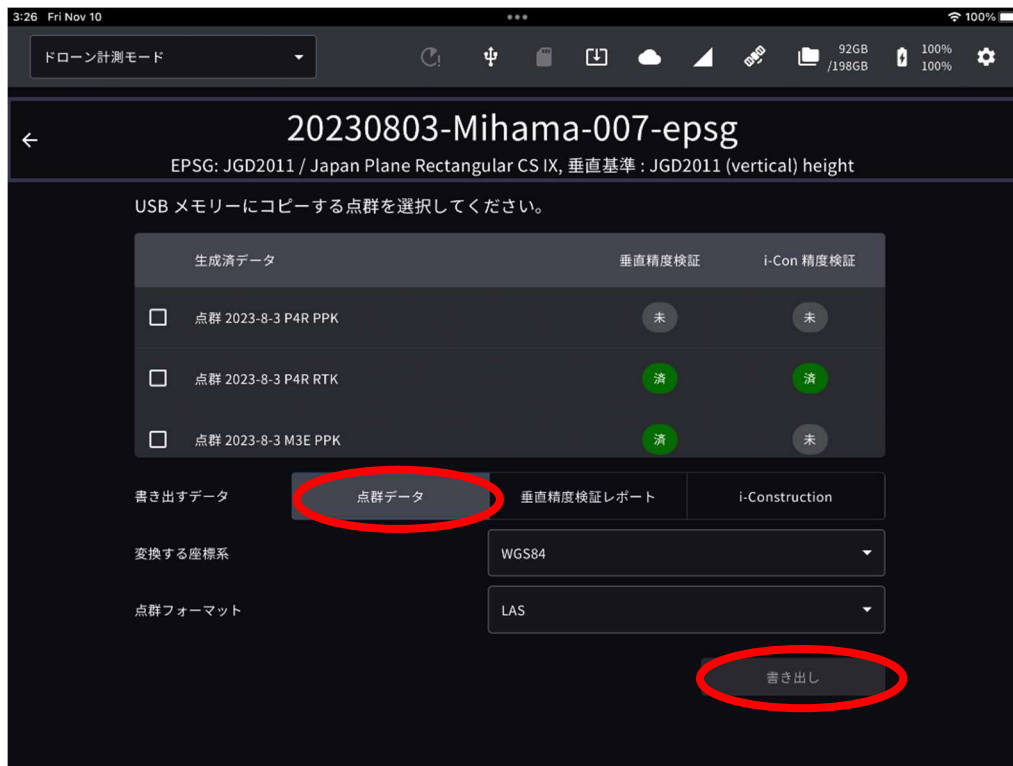 3:26 Fri Nov 10 100%
ドローン計測モード 92GB /198GB 100% 100%
20230803-Mihama-007-epsg
EPSG: JGD2011 / Japan Plane Rectangular CS IX, 垂直基準 : JGD2011 (vertical) height
USB メモリーにコピーする点群を選択してください。
生成済データ 垂直精度検証 i-Con 精度検証
点群 2023-8-3 P4R PPK 未 未
点群 2023-8-3 P4R RTK 済 済
点群 2023-8-3 M3E PPK 済 未
書き出すデータ 点群データ 垂直精度検証レポート i-Construction
変換する座標系 WGS84
点群フォーマット LAS
書き出し